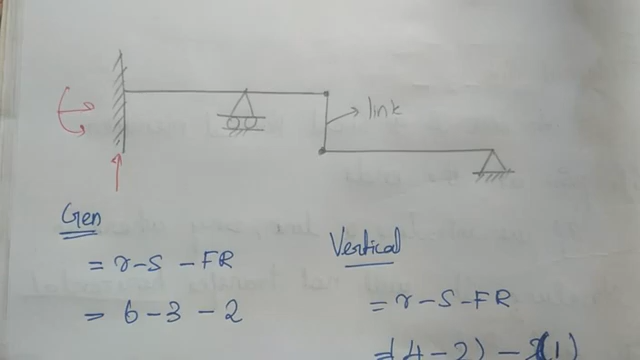 link
Gen
= r-S-FR
= 6-3-2
Vertical
= r-S-FR